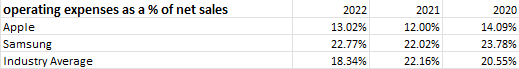 operating expenses as a % of net sales 2022 2021 2020
Apple 13.02% 12.00% 14.09%
Samsung 22.77% 22.02% 23.78%
Industry Average 18.34% 22.16% 20.55%